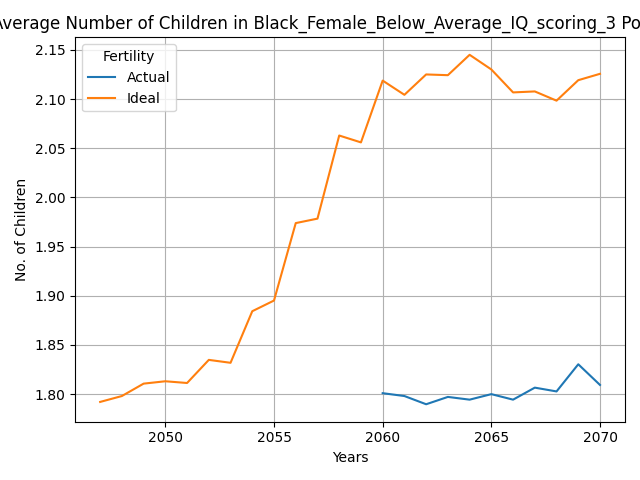 Average Number of Children in Black_Female_Below_Average_IQ_scoring_3 Po
2.15
2.10
2.05
2.00
1.95
1.90
1.85
1.80
No. of Children
Fertility
Actual
Ideal
2050
2055
2060
2065
2070
Years